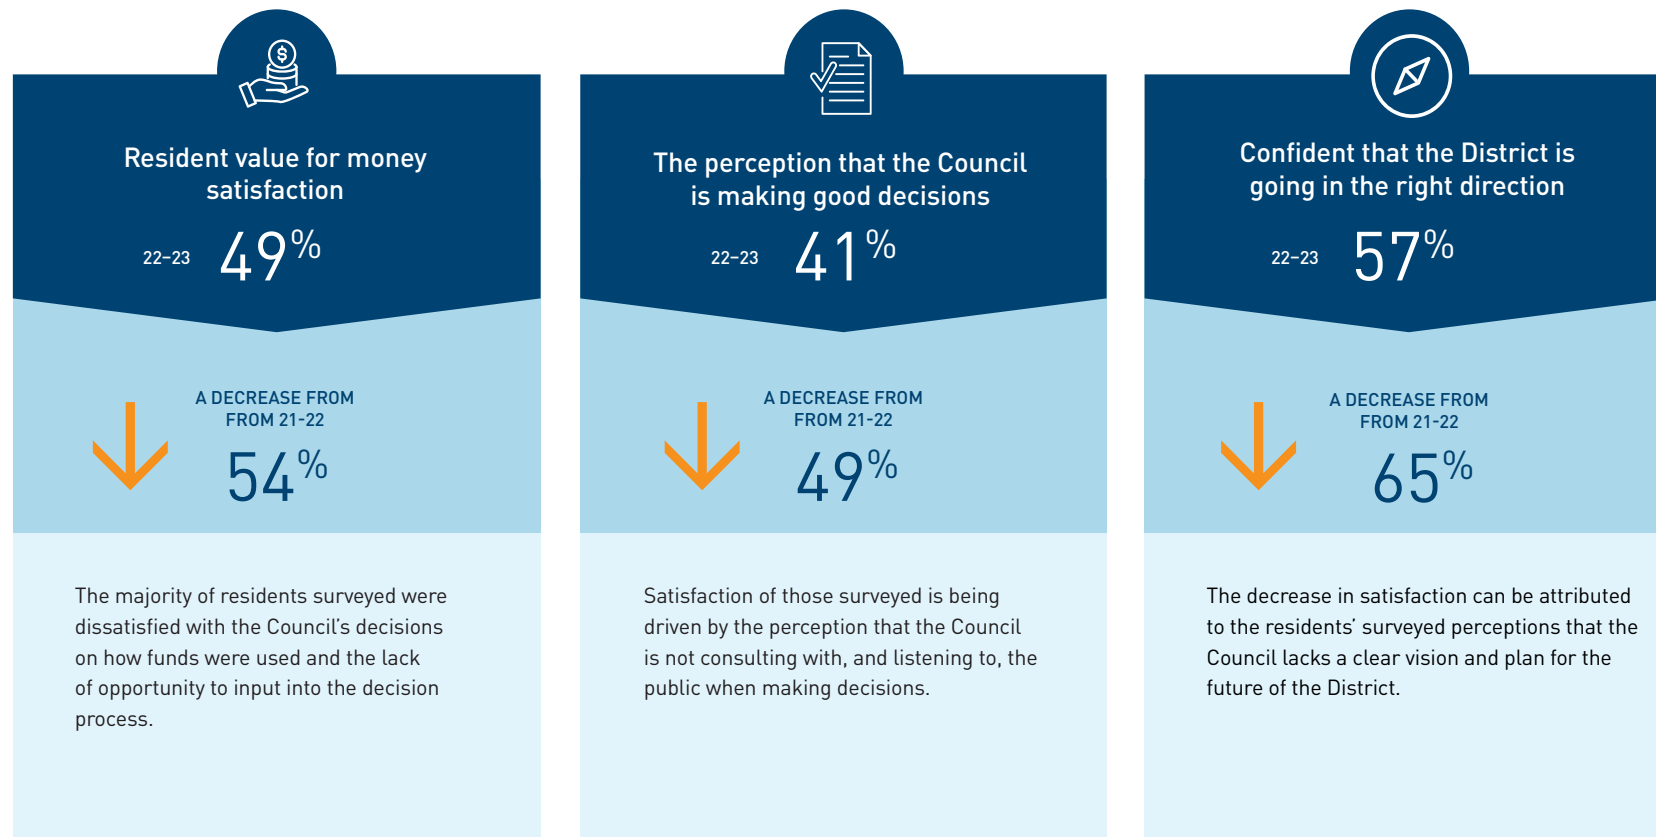 Resident value for money
satisfaction
22–23 49%
A DECREASE FROM
FROM 21-22
54%
The majority of residents surveyed were
dissatisfied with the Council’s decisions
on how funds were used and the lack
of opportunity to input into the decision
process.
The perception that the Council
is making good decisions
22–23 41%
A DECREASE FROM
FROM 21-22
49%
Satisfaction of those surveyed is being
driven by the perception that the Council
is not consulting with, and listening to, the
public when making decisions.
Confident that the District is
going in the right direction
22–23 57%
A DECREASE FROM
FROM 21-22
65%
The decrease in satisfaction can be attributed
to the residents’ surveyed perceptions that the
Council lacks a clear vision and plan for the
future of the District.